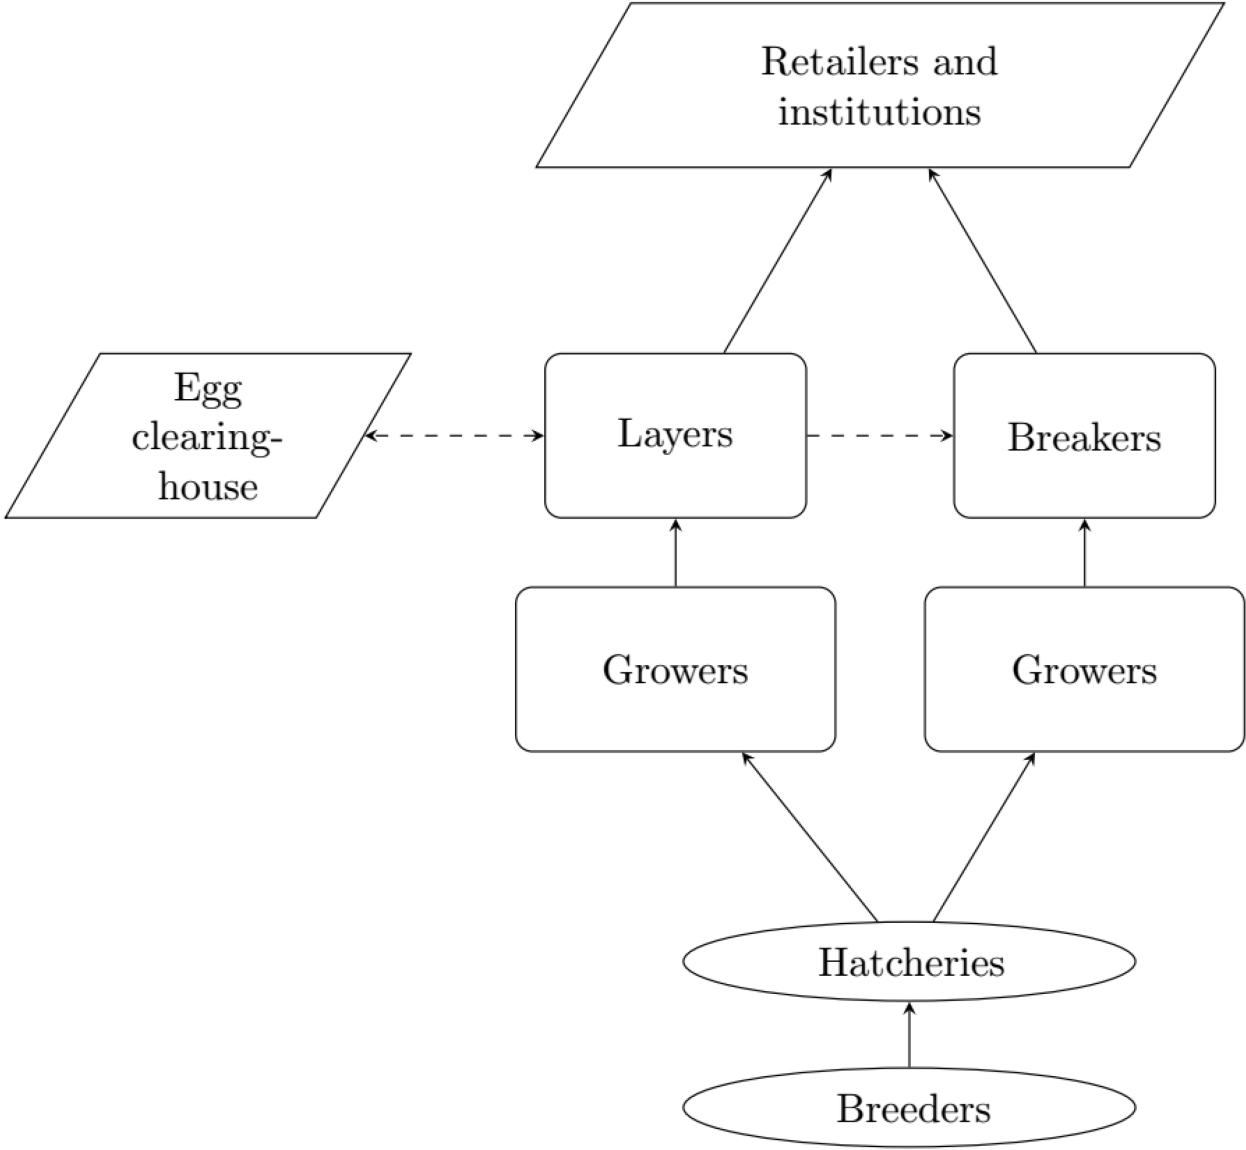 Retailers and
institutions
Egg
clearing-
house
Layers
Breakers
Growers
Growers
Hatcheries
Breeders